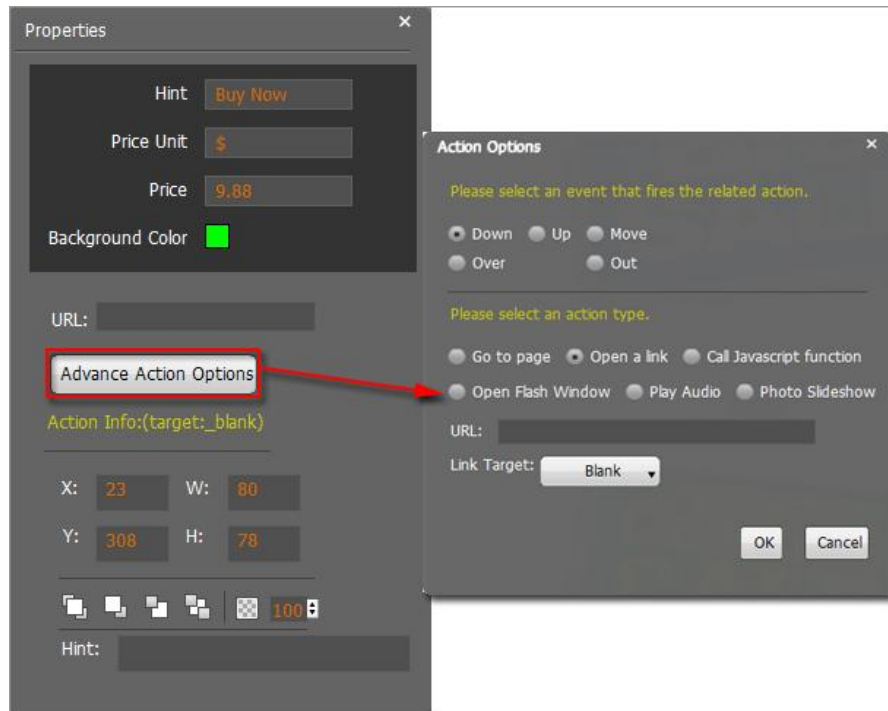 Properties
Hint Buy Now
Price Unit $
Price 9.88
Background Color
URL:
Advance Action Options
Action Info:(target:_blank)
X: 23 W: 80
Y: 308 H: 78
100
Hint:
Action Options
Please select an event that fires the related action.
Down Up Move
Over Out
Please select an action type.
Go to page Open a link Call Javascript function
Open Flash Window Play Audio Photo Slideshow
URL:
Link Target: Blank
OK Cancel